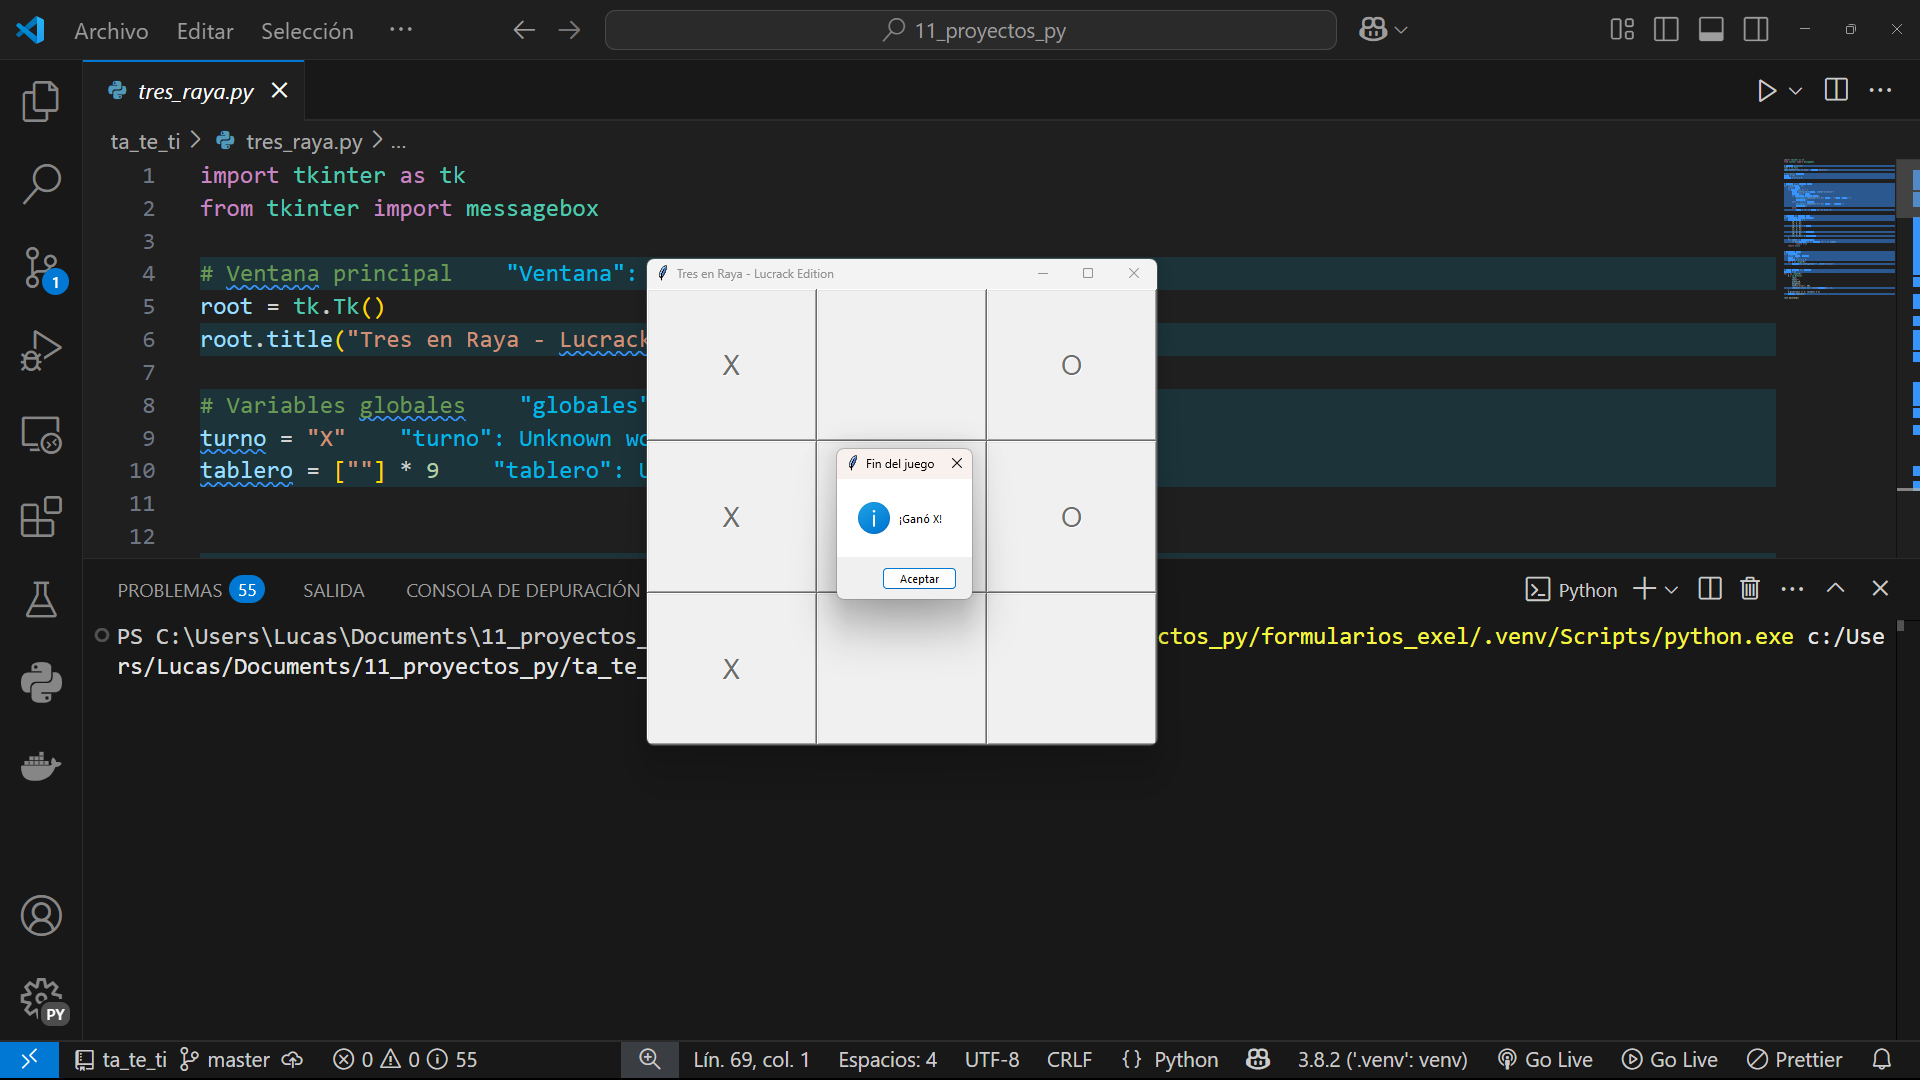 Archivo Editar Selección ··· 11_proyectos_py
tres_raya.py
ta_te_ti > tres_raya.py > ...
1 import tkinter as tk
2 from tkinter import messagebox
3
4 # Ventana principal "Ventana":
5 root = tk.Tk()
6 root.title("Tres en Raya - Lucrack
7
8 # Variables globales "globales"
9 turno = "X" "turno": Unknown wo
10 tablero = [""] * 9 "tablero":
11
12
Tres en Raya - Lucrack Edition
X O
X O
X
Fin del juego
¡Ganó X!
Aceptar
PROBLEMAS 55 SALIDA CONSOLA DE DEPURACIÓN Python
PS C:\Users\Lucas\Documents\11_proyectos_ ctos_py/formularios_exel/.venv/Scripts/python.exe c:/Use
rs/Lucas/Documents/11_proyectos_py/ta_te_
1
PY
ta_te_ti master 0 0 55 Lín. 69, col. 1 Espacios: 4 UTF-8 CRLF {} Python 3.8.2 ('.venv': venv) Go Live Go Live Prettier